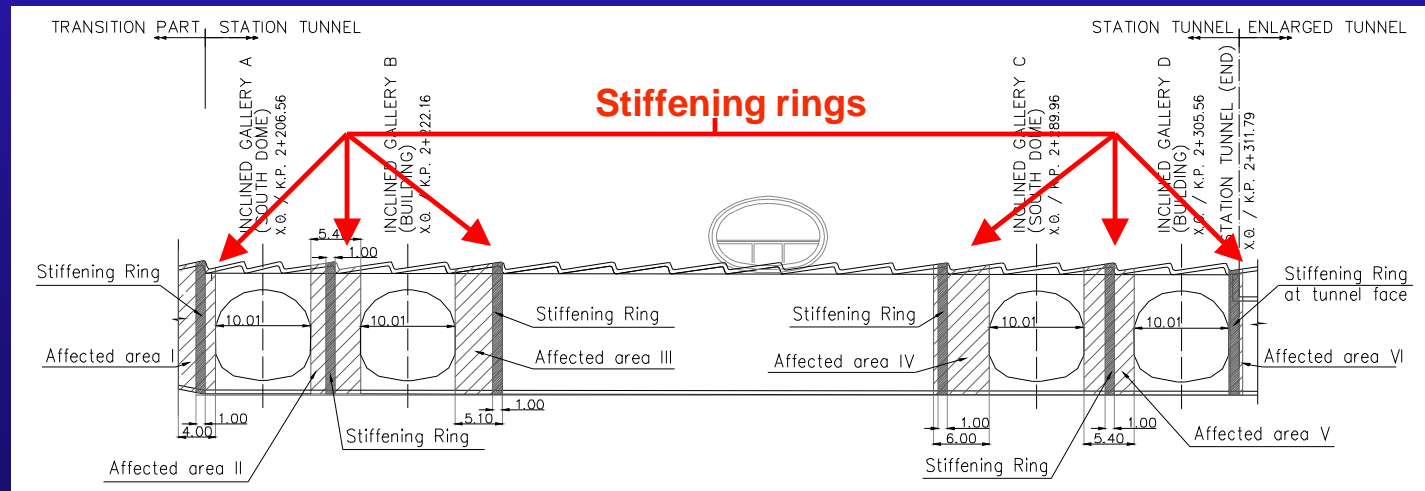 TRANSITION PART
STATION TUNNEL
STATION TUNNEL
ENLARGED TUNNEL
Stiffening rings
INCLINED GALLERY A
(SOUTH DOME)
Χ.Θ. / K.P. 2+206.56
INCLINED GALLERY B
(BUILDING)
Χ.Θ. / K.P. 2+222.16
INCLINED GALLERY C
(SOUTH DOME)
Χ.Θ. / K.P. 2+289.96
INCLINED GALLERY D
(BUILDING)
Χ.Θ. / K.P. 2+305.56
STATION TUNNEL (END)
Χ.Θ. / K.P. 2+311.79
5.40
1.00
Stiffening Ring
Stiffening Ring
at tunnel face
10.01
10.01
Stiffening Ring
Stiffening Ring
10.01
10.01
Affected area I
Affected area III
Affected area IV
Affected area VI
1.00
4.00
1.00
5.10
1.00
6.00
1.00
5.40
Stiffening Ring
Affected area V
Affected area II
Stiffening Ring